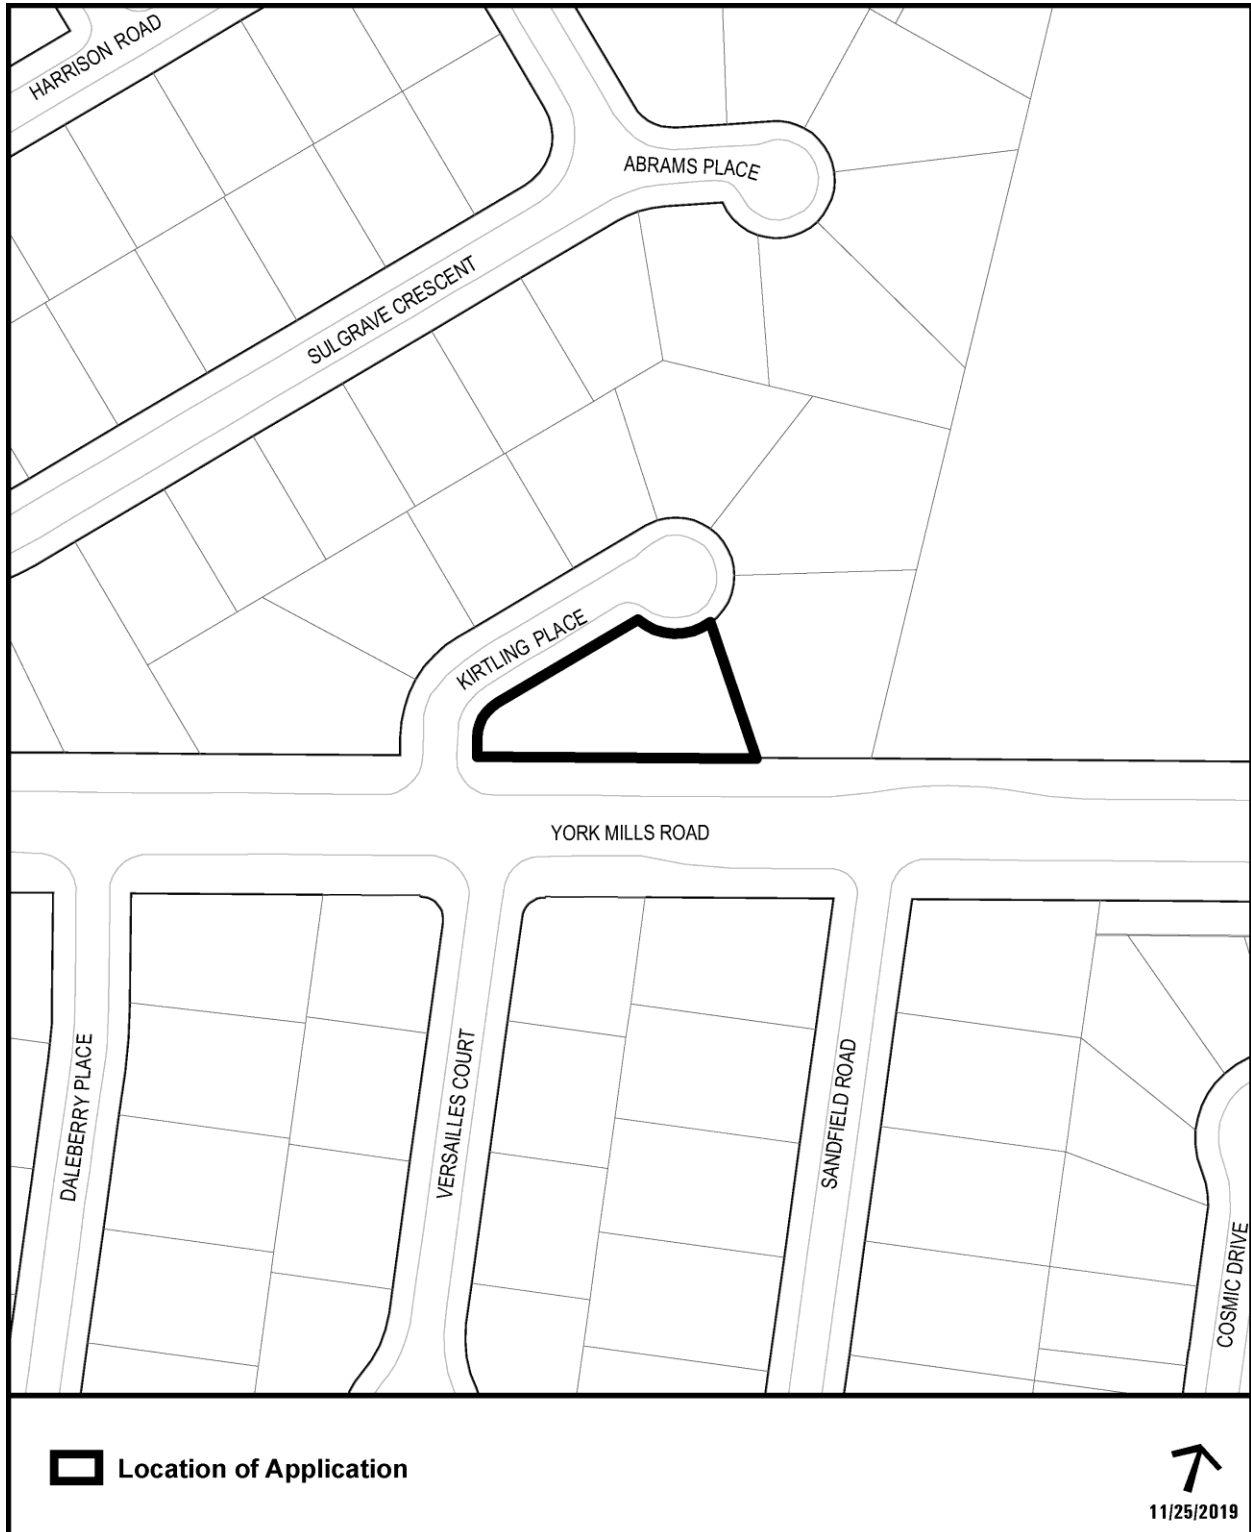 HARRISON ROAD
ABRAMS PLACE
SULGRAVE CRESCENT
KIRTLING PLACE
YORK MILLS ROAD
DALEBERRY PLACE
VERSAILLES COURT
SANDFIELD ROAD
COSMIC DRIVE
Location of Application
11/25/2019